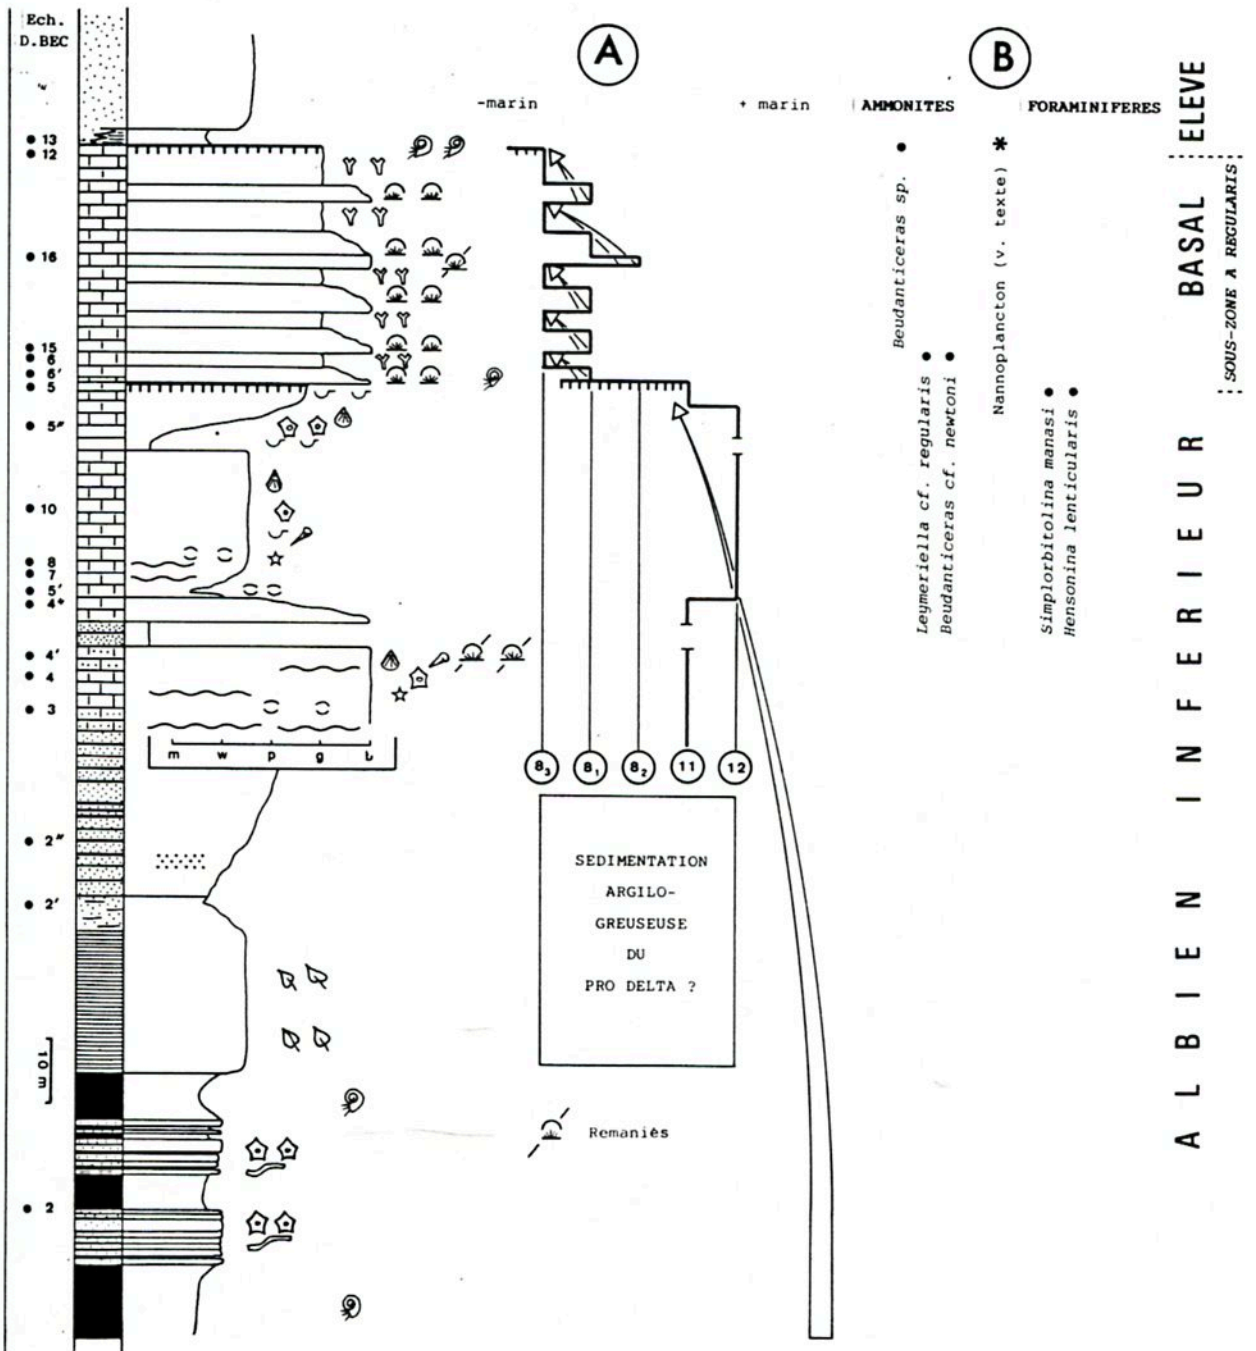 Ech.
D.BEC
A
B
-marin
+ marin
AMMONITES
FORAMINIFERES
13
12
16
15
6
6'
5
5"
10
8
7
5'
4+
4'
4
3
2"
2'
2
10m
m w p g b
8₃ 8₁ 8₂ 11 12
SEDIMENTATION
ARGILO-
GREUSEUSE
DU
PRO DELTA ?
Remaniés
Beudanticeras sp.
Leymeriella cf. regularis
Beudanticeras cf. newtoni
Nannoplancton (v. texte) *
Simplorbitolina manasi
Hensonina lenticularis
ALBIEN INFERIEUR BASAL ELEVE
SOUS-ZONE A REGULARIS